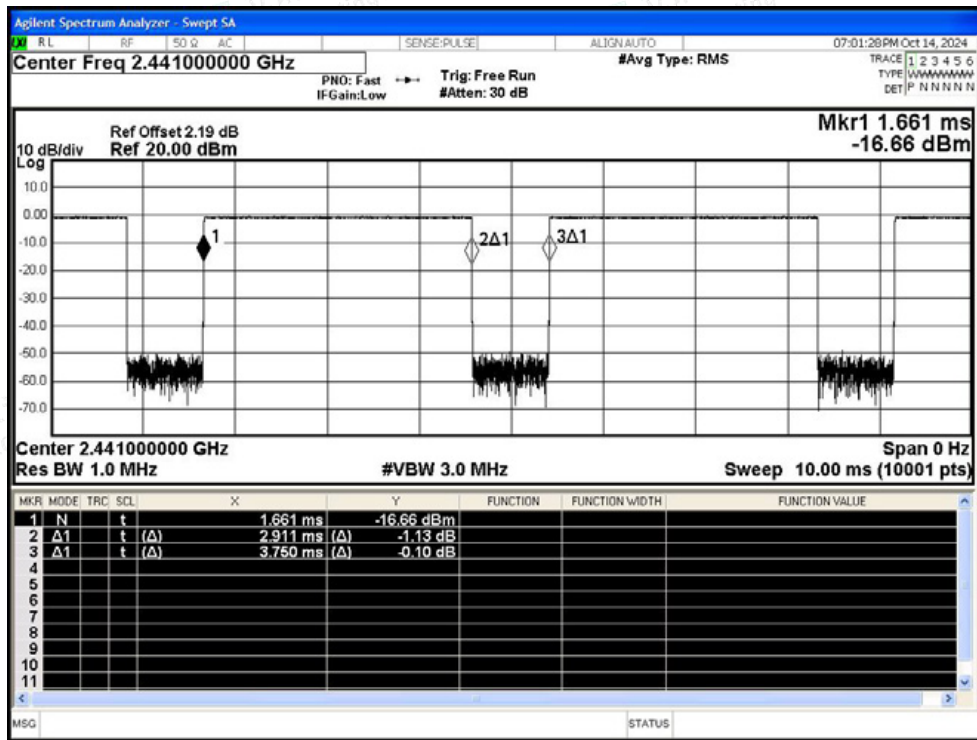 Agilent Spectrum Analyzer - Swept SA
LXI RL RF 50 Ω AC SENSE:PULSE ALIGNAUTO 07:01:28PM Oct 14, 2024
Center Freq 2.441000000 GHz
#Avg Type: RMS
TRACE 1 2 3 4 5 6
TYPE WWWWWW
DET P N N N N N
PNO: Fast
IFGain:Low
Trig: Free Run
#Atten: 30 dB
Mkr1 1.661 ms
-16.66 dBm
Ref Offset 2.19 dB
10 dB/div Ref 20.00 dBm
Log
10.0
0.00
-10.0
-20.0
-30.0
-40.0
-50.0
-60.0
-70.0
1
2Δ1
3Δ1
Center 2.441000000 GHz Span 0 Hz
Res BW 1.0 MHz #VBW 3.0 MHz Sweep 10.00 ms (10001 pts)
MKR MODE TRC SCL X Y FUNCTION FUNCTION WIDTH FUNCTION VALUE
1 N t 1.661 ms -16.66 dBm
2 Δ1 t (Δ) 2.911 ms (Δ) -1.13 dB
3 Δ1 t (Δ) 3.750 ms (Δ) -0.10 dB
4
5
6
7
8
9
10
11
MSG STATUS